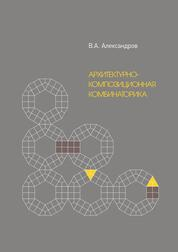 В.А. Александров
АРХИТЕКТУРНО-
КОМПОЗИЦИОННАЯ
КОМБИНАТОРИКА